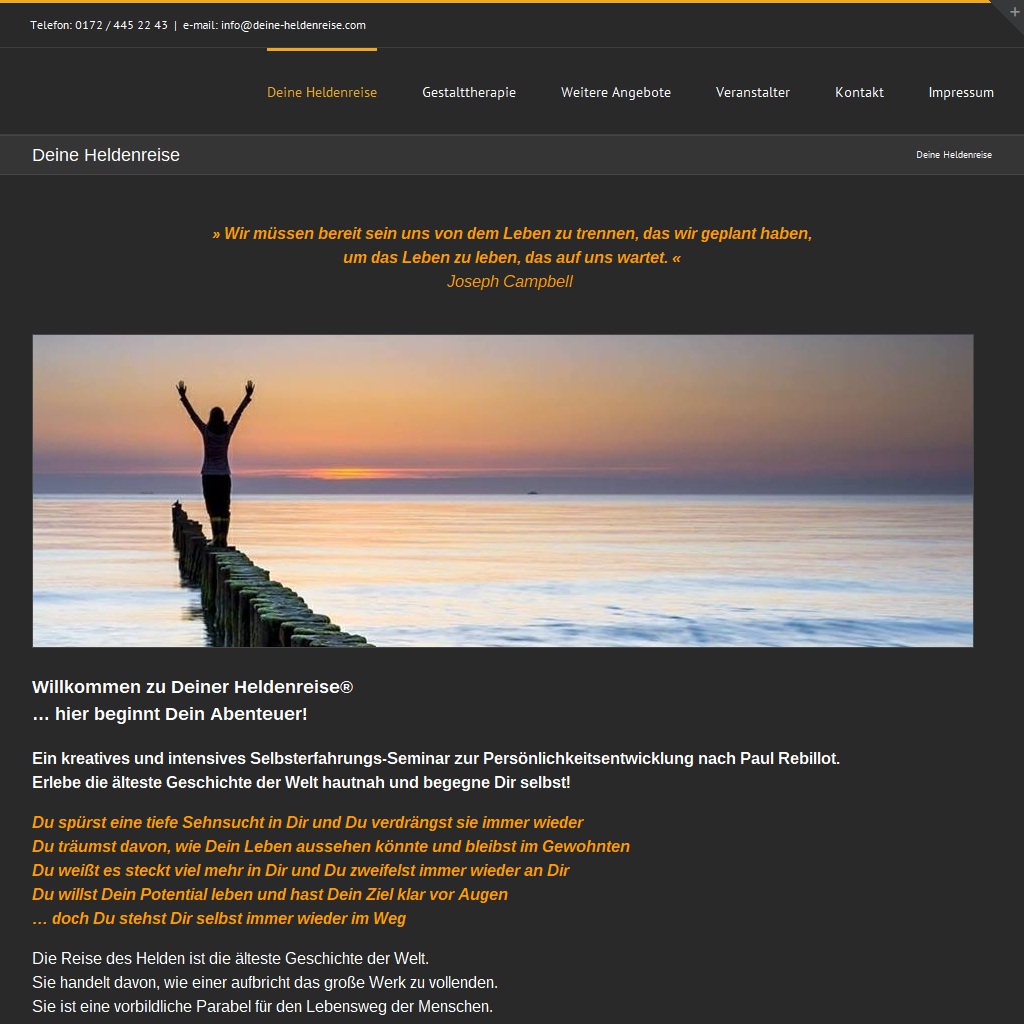 Telefon: 0172 / 445 22 43 | e-mail: info@deine-heldenreise.com
+
Deine Heldenreise Gestalttherapie Weitere Angebote Veranstalter Kontakt Impressum
Deine Heldenreise Deine Heldenreise
» Wir müssen bereit sein uns von dem Leben zu trennen, das wir geplant haben,
um das Leben zu leben, das auf uns wartet. «
Joseph Campbell
Willkommen zu Deiner Heldenreise®
… hier beginnt Dein Abenteuer!
Ein kreatives und intensives Selbsterfahrungs-Seminar zur Persönlichkeitsentwicklung nach Paul Rebillot.
Erlebe die älteste Geschichte der Welt hautnah und begegne Dir selbst!
Du spürst eine tiefe Sehnsucht in Dir und Du verdrängst sie immer wieder
Du träumst davon, wie Dein Leben aussehen könnte und bleibst im Gewohnten
Du weißt es steckt viel mehr in Dir und Du zweifelst immer wieder an Dir
Du willst Dein Potential leben und hast Dein Ziel klar vor Augen
… doch Du stehst Dir selbst immer wieder im Weg
Die Reise des Helden ist die älteste Geschichte der Welt.
Sie handelt davon, wie einer aufbricht das große Werk zu vollenden.
Sie ist eine vorbildliche Parabel für den Lebensweg der Menschen.